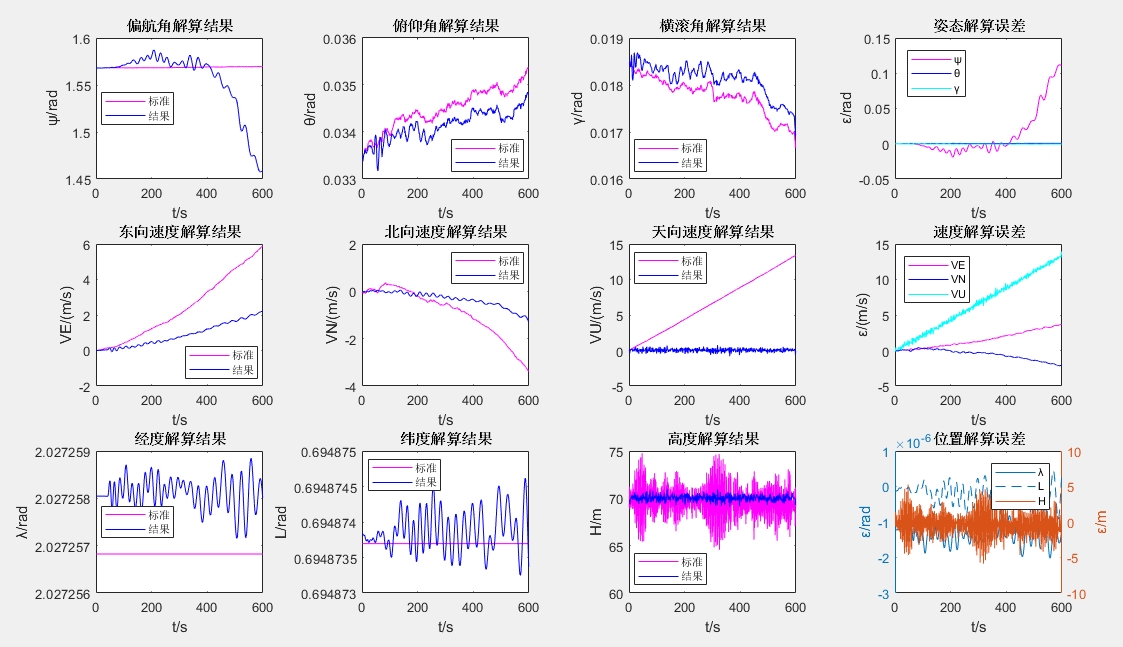 偏航角解算结果
1.6
1.55
1.5
1.45
ψ/rad
标准
结果
0
200
400
600
t/s
俯仰角解算结果
0.036
0.035
0.034
0.033
θ/rad
标准
结果
0
200
400
600
t/s
横滚角解算结果
0.019
0.018
0.017
0.016
γ/rad
标准
结果
0
200
400
600
t/s
姿态解算误差
0.15
0.1
0.05
0
-0.05
ε/rad
ψ
θ
γ
0
200
400
600
t/s
东向速度解算结果
6
4
2
0
-2
VE/(m/s)
标准
结果
0
200
400
600
t/s
北向速度解算结果
2
0
-2
-4
VN/(m/s)
标准
结果
0
200
400
600
t/s
天向速度解算结果
15
10
5
0
-5
VU/(m/s)
标准
结果
0
200
400
600
t/s
速度解算误差
15
10
5
0
-5
ε/(m/s)
VE
VN
VU
0
200
400
600
t/s
经度解算结果
2.027259
2.027258
2.027257
2.027256
λ/rad
标准
结果
0
200
400
600
t/s
纬度解算结果
0.6948745
0.694874
0.6948735
0.694873
L/rad
标准
结果
0
200
400
600
t/s
高度解算结果
75
70
65
60
H/m
标准
结果
0
200
400
600
t/s
×10-6
位置解算误差
1
0
-1
-2
-3
ε/rad
λ
L
H
10
5
0
-5
-10
ε/m
0
200
400
600
t/s